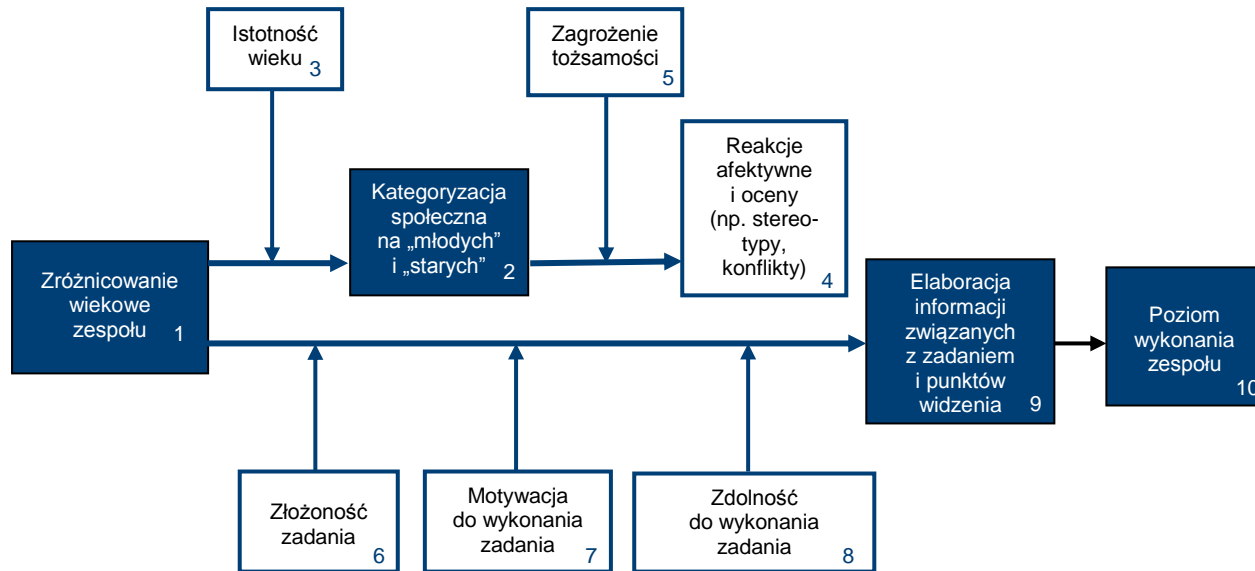 Istotność
wieku
3
Zagrożenie
tożsamości
5
Reakcje
afektywne
i oceny
(np. stereo-
typy,
konflikty)
4
Kategoryzacja
społeczna
na „młodych”
i „starych”
2
Zróżnicowanie
wiekowe
zespołu
1
Elaboracja
informacji
związanych
z zadaniem
i punktów
widzenia
9
Poziom
wykonania
zespołu
10
Złożoność
zadania
6
Motywacja
do wykonania
zadania
7
Zdolność
do wykonania
zadania
8